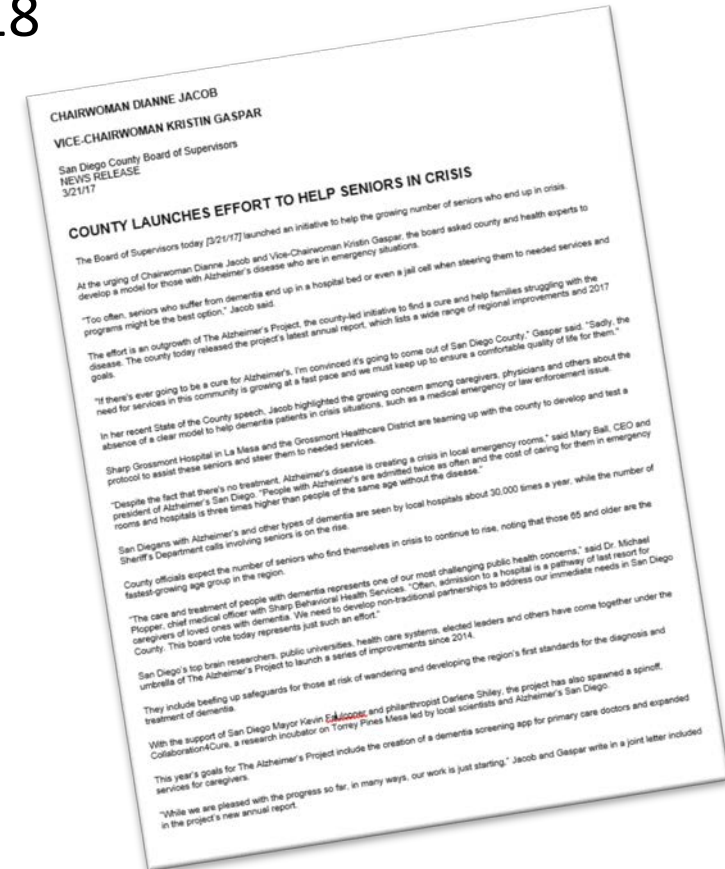 18
CHAIRWOMAN DIANNE JACOB
VICE-CHAIRWOMAN KRISTIN GASPAR
San Diego County Board of Supervisors
NEWS RELEASE
3/21/17
COUNTY LAUNCHES EFFORT TO HELP SENIORS IN CRISIS
The Board of Supervisors today [3/21/17] launched an initiative to help the growing number of seniors who end up in crisis.
At the urging of Chairwoman Dianne Jacob and Vice-Chairwoman Kristin Gaspar, the board asked county and health experts to
develop a model for those with Alzheimer's disease who are in emergency situations.
"Too often, seniors who suffer from dementia end up in a hospital bed or even a jail cell when steering them to needed services and
programs might be the best option," Jacob said.
The effort is an outgrowth of The Alzheimer's Project, the county-led initiative to find a cure and help families struggling with the
disease. The county today released the project's latest annual report, which lists a wide range of regional improvements and 2017
goals.
"If there's ever going to be a cure for Alzheimer's, I'm convinced it's going to come out of San Diego County," Gaspar said. "Sadly, the
need for services in this community is growing at a fast pace and we must keep up to ensure a comfortable quality of life for them."
In her recent State of the County speech, Jacob highlighted the growing concern among caregivers, physicians and others about the
absence of a clear model to help dementia patients in crisis situations, such as a medical emergency or law enforcement issue.
Sharp Grossmont Hospital in La Mesa and the Grossmont Healthcare District are teaming up with the county to develop and test a
protocol to assist these seniors and steer them to needed services.
"Despite the fact that there's no treatment, Alzheimer's disease is creating a crisis in local emergency rooms," said Mary Ball, CEO and
president of Alzheimer's San Diego. "People with Alzheimer's are admitted twice as often and the cost of caring for them in emergency
rooms and hospitals is three times higher than people of the same age without the disease."
San Diegans with Alzheimer's and other types of dementia are seen by local hospitals about 30,000 times a year, while the number of
Sheriff's Department calls involving seniors is on the rise.
County officials expect the number of seniors who find themselves in crisis to continue to rise, noting that those 65 and older are the
fastest-growing age group in the region.
"The care and treatment of people with dementia represents one of our most challenging public health concerns," said Dr. Michael
Plopper, chief medical officer with Sharp Behavioral Health Services. "Often, admission to a hospital is a pathway of last resort for
caregivers of loved ones with dementia. We need to develop non-traditional partnerships to address our immediate needs in San Diego
County. This board vote today represents just such an effort."
San Diego's top brain researchers, public universities, health care systems, elected leaders and others have come together under the
umbrella of The Alzheimer's Project to launch a series of improvements since 2014.
They include beefing up safeguards for those at risk of wandering and developing the region's first standards for the diagnosis and
treatment of dementia.
With the support of San Diego Mayor Kevin Faulconer and philanthropist Darlene Shiley, the project has also spawned a spinoff,
Collaboration4Cure, a research incubator on Torrey Pines Mesa led by local scientists and Alzheimer's San Diego.
This year's goals for The Alzheimer's Project include the creation of a dementia screening app for primary care doctors and expanded
services for caregivers.
"While we are pleased with the progress so far, in many ways, our work is just starting," Jacob and Gaspar write in a joint letter included
in the project's new annual report.